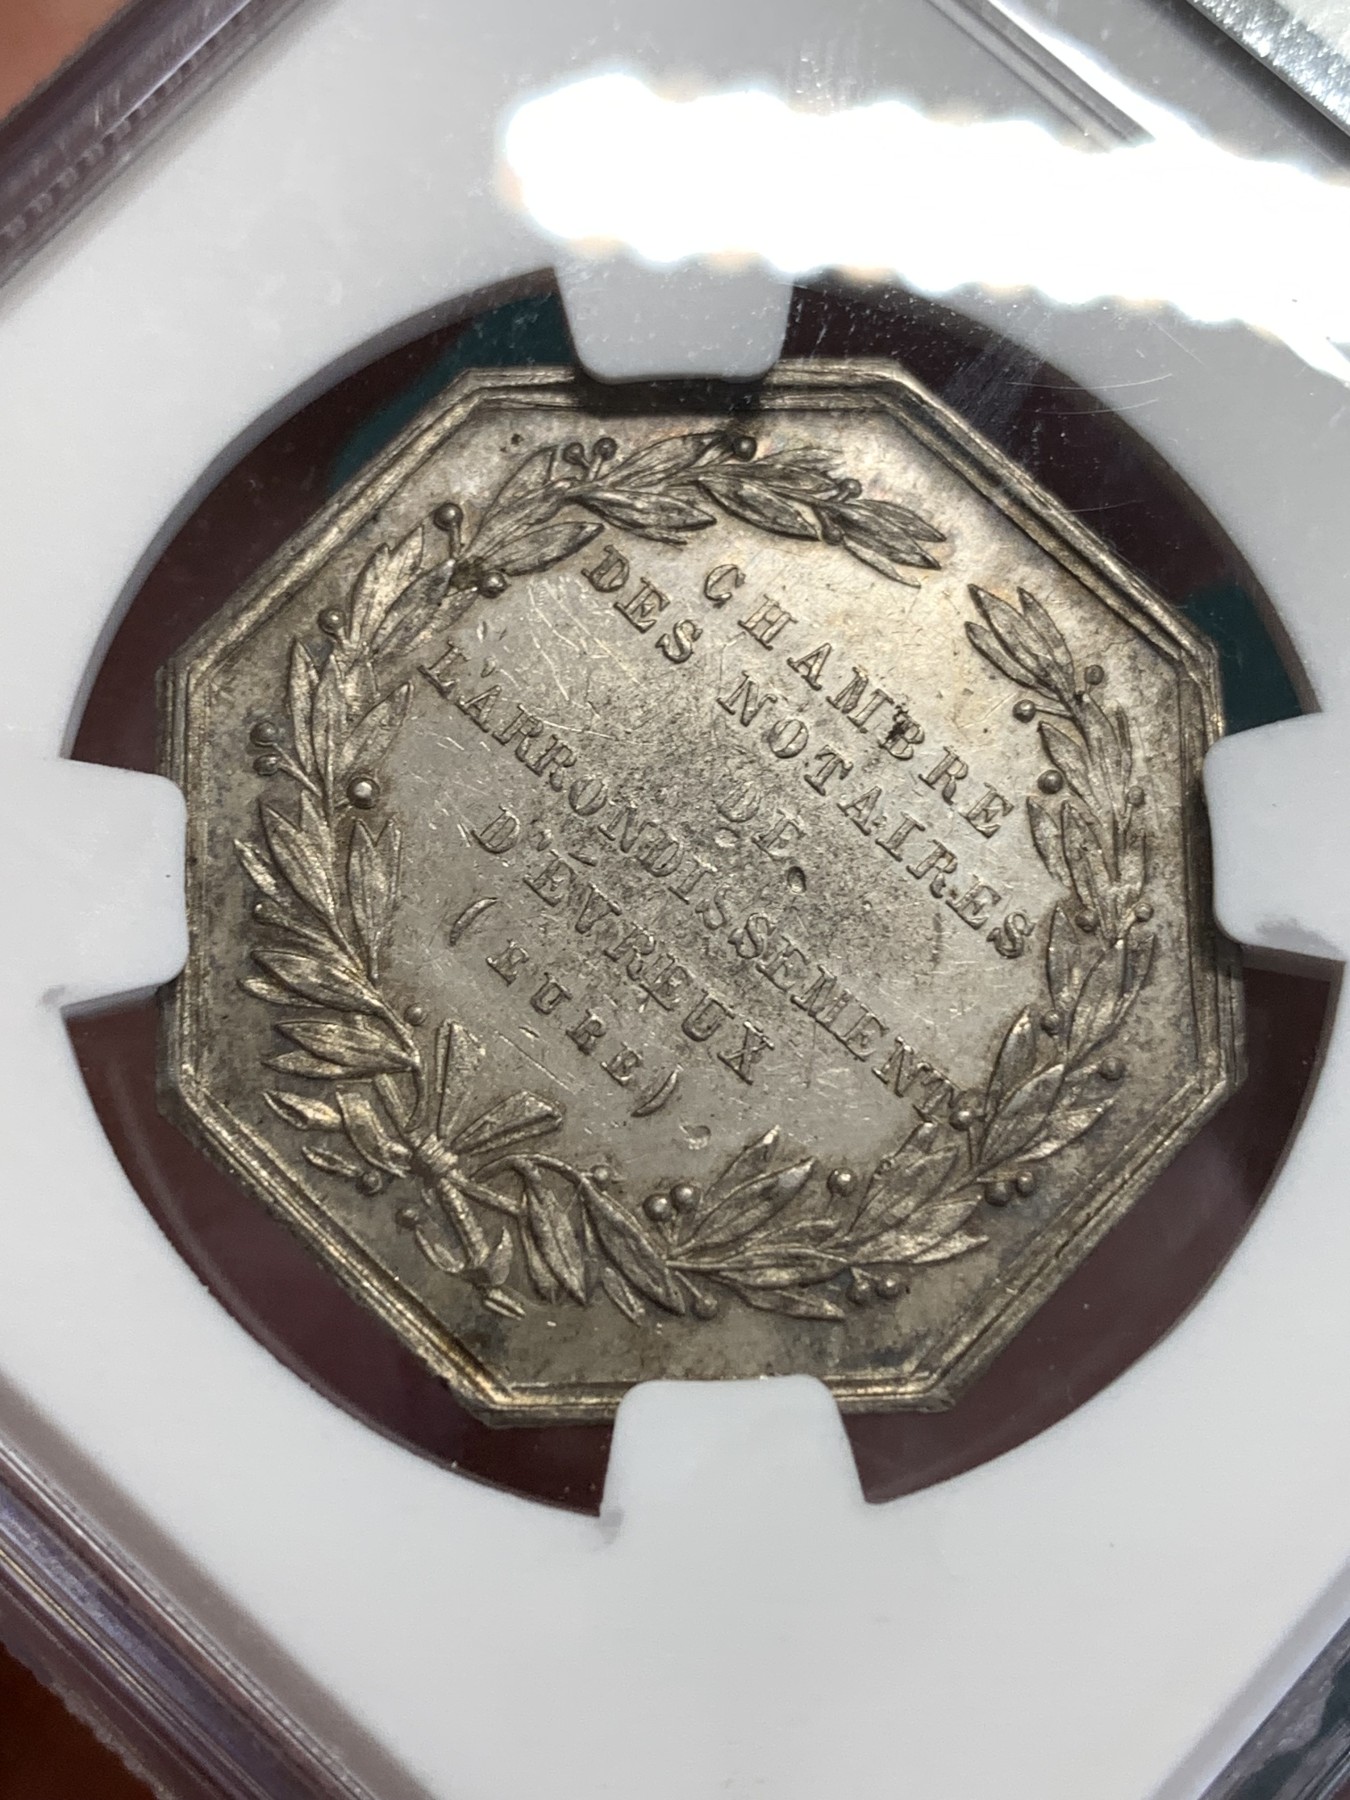 CHAMBRE
DES NOTAIRES
DE
L'ARRONDISSEMENT
D'EVREUX
(EURE)